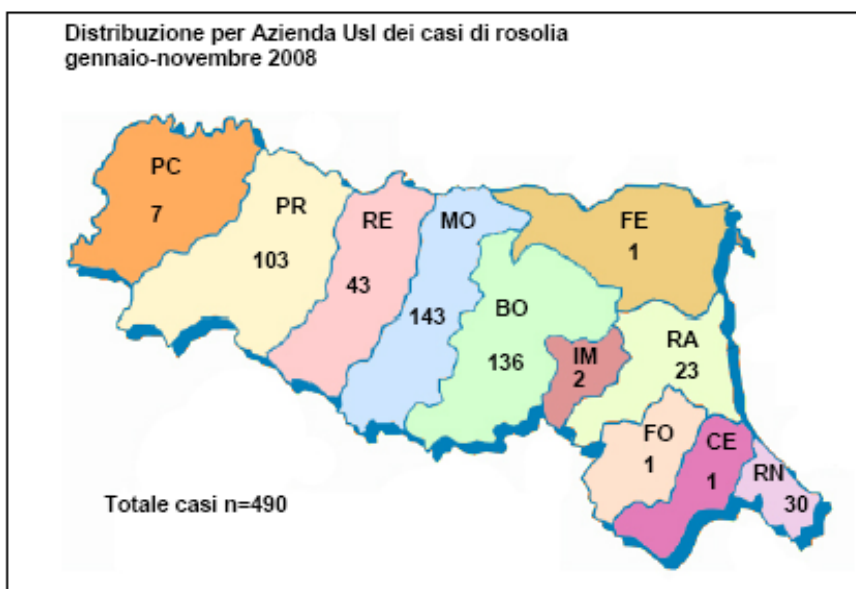 Distribuzione per Azienda Usl dei casi di rosolia
gennaio-novembre 2008
PC
7
PR
103
RE
43
MO
143
BO
136
FE
1
IM
2
RA
23
FO
1
CE
1
RN
30
Totale casi n=490